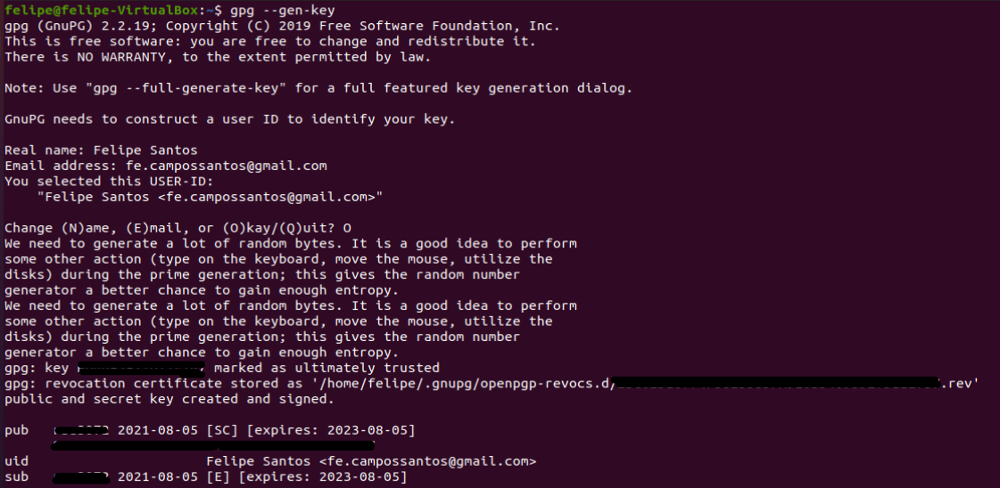 felipe@felipe-VirtualBox:~$ gpg --gen-key
gpg (GnuPG) 2.2.19; Copyright (C) 2019 Free Software Foundation, Inc.
This is free software: you are free to change and redistribute it.
There is NO WARRANTY, to the extent permitted by law.
Note: Use "gpg --full-generate-key" for a full featured key generation dialog.
GnuPG needs to construct a user ID to identify your key.
Real name: Felipe Santos
Email address: fe.campossantos@gmail.com
You selected this USER-ID:
"Felipe Santos <fe.campossantos@gmail.com>"
Change (N)ame, (E)mail, or (O)kay/(Q)uit? O
We need to generate a lot of random bytes. It is a good idea to perform
some other action (type on the keyboard, move the mouse, utilize the
disks) during the prime generation; this gives the random number
generator a better chance to gain enough entropy.
We need to generate a lot of random bytes. It is a good idea to perform
some other action (type on the keyboard, move the mouse, utilize the
disks) during the prime generation; this gives the random number
generator a better chance to gain enough entropy.
gpg: key marked as ultimately trusted
gpg: revocation certificate stored as '/home/felipe/.gnupg/openpgp-revocs.d/.rev'
public and secret key created and signed.
pub 2021-08-05 [SC] [expires: 2023-08-05]
uid Felipe Santos <fe.campossantos@gmail.com>
sub 2021-08-05 [E] [expires: 2023-08-05]